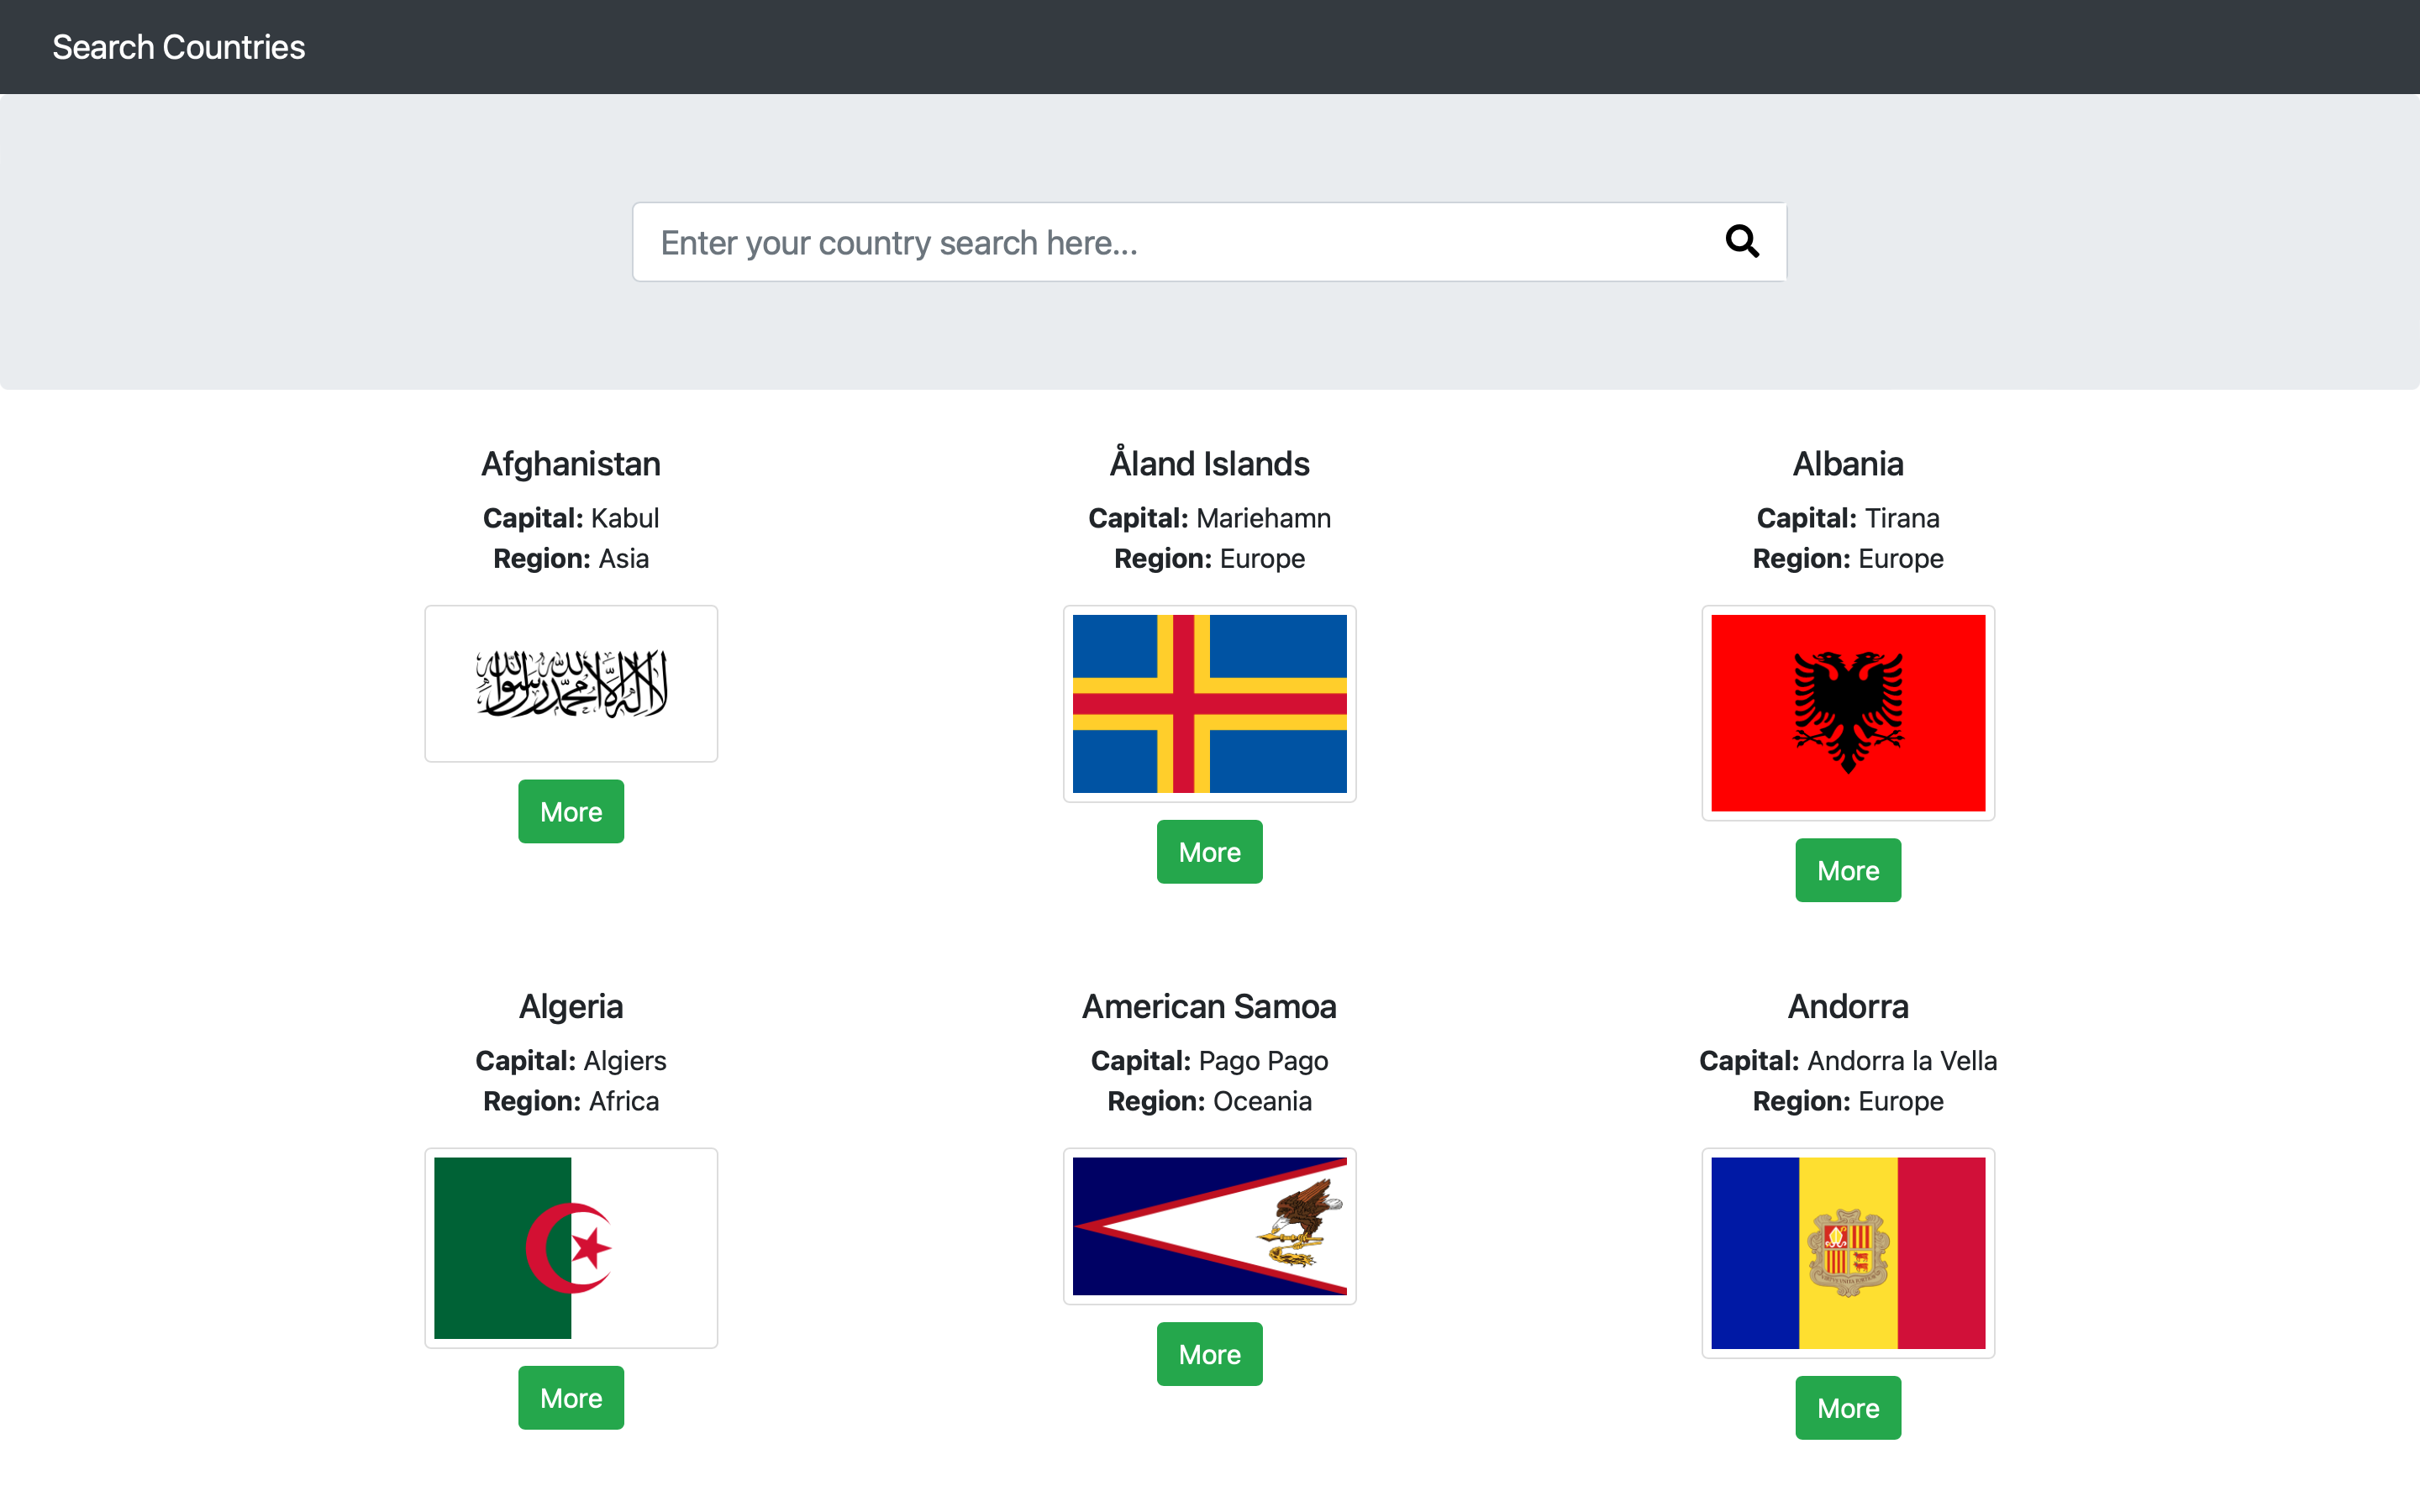 Search Countries
Enter your country search here...
Afghanistan
Capital: Kabul
Region: Asia
لا إله إلا الله محمد رسول الله
More
Åland Islands
Capital: Mariehamn
Region: Europe
More
Albania
Capital: Tirana
Region: Europe
More
Algeria
Capital: Algiers
Region: Africa
More
American Samoa
Capital: Pago Pago
Region: Oceania
More
Andorra
Capital: Andorra la Vella
Region: Europe
More